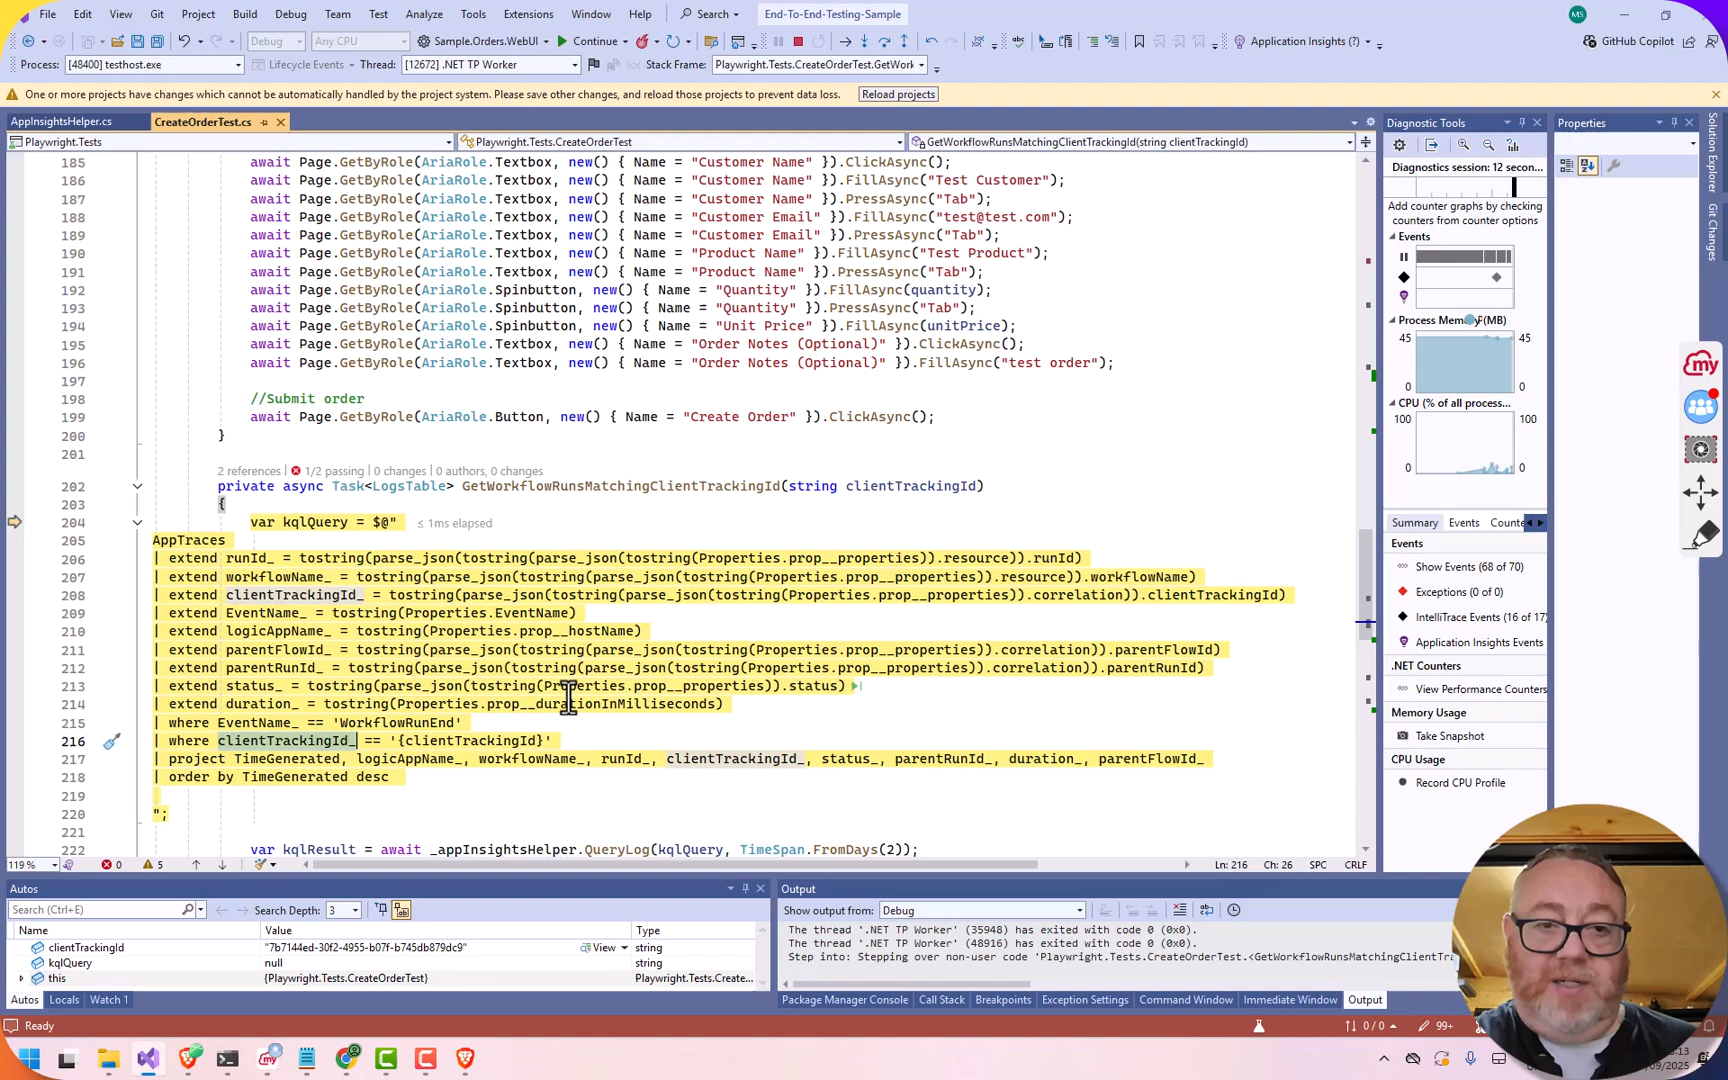 File Edit View Git Project Build Debug Team Test Analyze Tools Extensions Window Help Search End-To-End-Testing-Sample MS
Debug Any CPU Sample.Orders.WebUI Continue Application Insights (?) GitHub Copilot
Process: [48400] testhost.exe Lifecycle Events Thread: [12672] .NET TP Worker Stack Frame: Playwright.Tests.CreateOrderTest.GetWork
One or more projects have changes which cannot be automatically handled by the project system. Please save other changes, and reload those projects to prevent data loss. Reload projects
AppInsightsHelper.cs CreateOrderTest.cs
Playwright.Tests Playwright.Tests.CreateOrderTest GetWorkflowRunsMatchingClientTrackingId(string clientTrackingId)
185 await Page.GetByRole(AriaRole.Textbox, new() { Name = "Customer Name" }).ClickAsync();
186 await Page.GetByRole(AriaRole.Textbox, new() { Name = "Customer Name" }).FillAsync("Test Customer");
187 await Page.GetByRole(AriaRole.Textbox, new() { Name = "Customer Name" }).PressAsync("Tab");
188 await Page.GetByRole(AriaRole.Textbox, new() { Name = "Customer Email" }).FillAsync("test@test.com");
189 await Page.GetByRole(AriaRole.Textbox, new() { Name = "Customer Email" }).PressAsync("Tab");
190 await Page.GetByRole(AriaRole.Textbox, new() { Name = "Product Name" }).FillAsync("Test Product");
191 await Page.GetByRole(AriaRole.Textbox, new() { Name = "Product Name" }).PressAsync("Tab");
192 await Page.GetByRole(AriaRole.Spinbutton, new() { Name = "Quantity" }).FillAsync(quantity);
193 await Page.GetByRole(AriaRole.Spinbutton, new() { Name = "Quantity" }).PressAsync("Tab");
194 await Page.GetByRole(AriaRole.Spinbutton, new() { Name = "Unit Price" }).FillAsync(unitPrice);
195 await Page.GetByRole(AriaRole.Textbox, new() { Name = "Order Notes (Optional)" }).ClickAsync();
196 await Page.GetByRole(AriaRole.Textbox, new() { Name = "Order Notes (Optional)" }).FillAsync("test order");
197
198 //Submit order
199 await Page.GetByRole(AriaRole.Button, new() { Name = "Create Order" }).ClickAsync();
200 }
201
2 references | 1/2 passing | 0 changes | 0 authors, 0 changes
202 private async Task<LogsTable> GetWorkflowRunsMatchingClientTrackingId(string clientTrackingId)
203 {
204 var kqlQuery = $@" ≤ 1ms elapsed
205 AppTraces
206 | extend runId_ = tostring(parse_json(tostring(parse_json(tostring(Properties.prop__properties)).resource)).runId)
207 | extend workflowName_ = tostring(parse_json(tostring(parse_json(tostring(Properties.prop__properties)).resource)).workflowName)
208 | extend clientTrackingId_ = tostring(parse_json(tostring(parse_json(tostring(Properties.prop__properties)).correlation)).clientTrackingId)
209 | extend EventName_ = tostring(Properties.EventName)
210 | extend logicAppName_ = tostring(Properties.prop__hostName)
211 | extend parentFlowId_ = tostring(parse_json(tostring(parse_json(tostring(Properties.prop__properties)).correlation)).parentFlowId)
212 | extend parentRunId_ = tostring(parse_json(tostring(parse_json(tostring(Properties.prop__properties)).correlation)).parentRunId)
213 | extend status_ = tostring(parse_json(tostring(Properties.prop__properties)).status)
214 | extend duration_ = tostring(Properties.prop__durationInMilliseconds)
215 | where EventName_ == 'WorkflowRunEnd'
216 | where clientTrackingId_ == '{clientTrackingId}'
217 | project TimeGenerated, logicAppName_, workflowName_, runId_, clientTrackingId_, status_, parentRunId_, duration_, parentFlowId_
218 | order by TimeGenerated desc
219
220 ";
221
222 var kqlResult = await _appInsightsHelper.QueryLog(kqlQuery, TimeSpan.FromDays(2));
119 % 0 5 Ln: 216 Ch: 26 SPC CRLF
Diagnostic Tools
Diagnostics session: 12 secon...
Add counter graphs by checking
counters from counter options
Events
Process Memory (MB)
45 45
0 0
CPU (% of all process...
100 100
0 0
Summary Events Counte
Events
Show Events (68 of 70)
Exceptions (0 of 0)
IntelliTrace Events (16 of 17)
Application Insights Events
.NET Counters
View Performance Counters
Memory Usage
Take Snapshot
CPU Usage
Record CPU Profile
Properties
Solution Explorer
Git Changes
my
Autos
Search (Ctrl+E) Search Depth: 3
Name Value Type
clientTrackingId "7b7144ed-30f2-4955-b07f-b745db879dc9" View string
kqlQuery null string
this {Playwright.Tests.CreateOrderTest} Playwright.Tests.Create...
Autos Locals Watch 1
Output
Show output from: Debug
The thread '.NET TP Worker' (35948) has exited with code 0 (0x0).
The thread '.NET TP Worker' (48916) has exited with code 0 (0x0).
Step into: Stepping over non-user code 'Playwright.Tests.CreateOrderTest.<GetWorkflowRunsMatchingClientTr
Package Manager Console Call Stack Breakpoints Exception Settings Command Window Immediate Window Output
Ready 0 / 0 99+